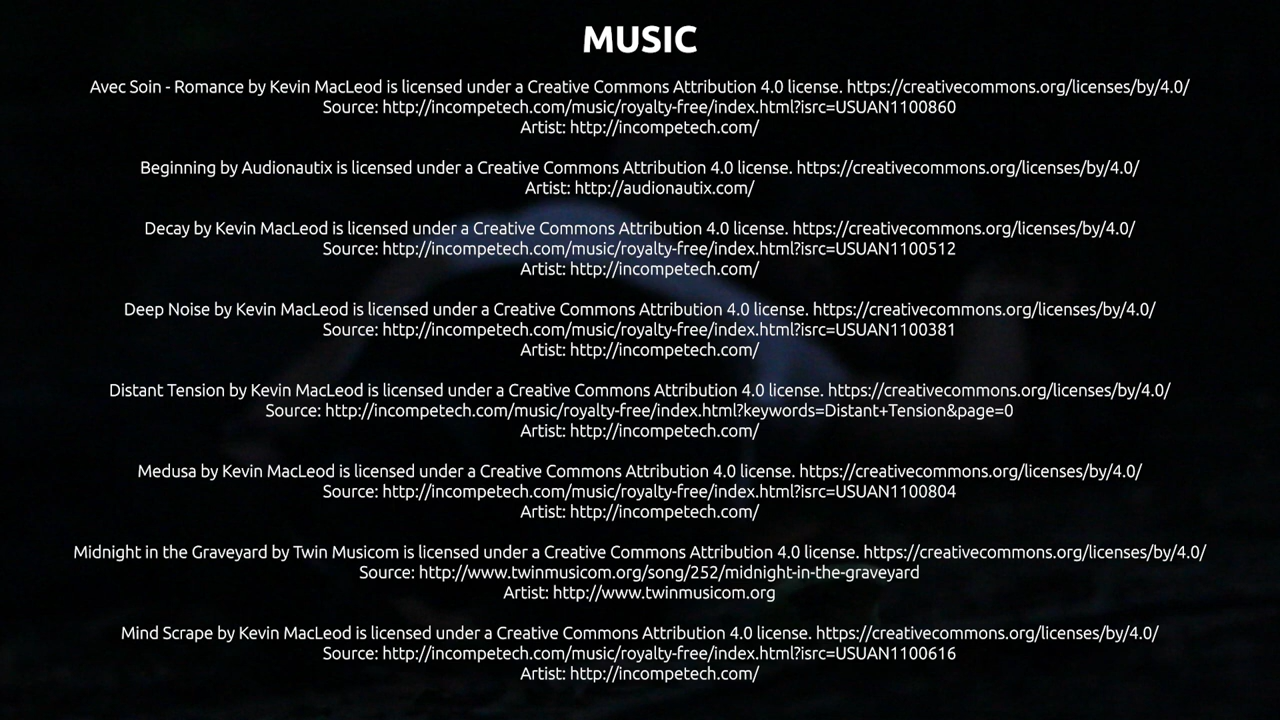 MUSIC
Avec Soin - Romance by Kevin MacLeod is licensed under a Creative Commons Attribution 4.0 license. https://creativecommons.org/licenses/by/4.0/
Source: http://incompetech.com/music/royalty-free/index.html?isrc=USUAN1100860
Artist: http://incompetech.com/
Beginning by Audionautix is licensed under a Creative Commons Attribution 4.0 license. https://creativecommons.org/licenses/by/4.0/
Artist: http://audionautix.com/
Decay by Kevin MacLeod is licensed under a Creative Commons Attribution 4.0 license. https://creativecommons.org/licenses/by/4.0/
Source: http://incompetech.com/music/royalty-free/index.html?isrc=USUAN1100512
Artist: http://incompetech.com/
Deep Noise by Kevin MacLeod is licensed under a Creative Commons Attribution 4.0 license. https://creativecommons.org/licenses/by/4.0/
Source: http://incompetech.com/music/royalty-free/index.html?isrc=USUAN1100381
Artist: http://incompetech.com/
Distant Tension by Kevin MacLeod is licensed under a Creative Commons Attribution 4.0 license. https://creativecommons.org/licenses/by/4.0/
Source: http://incompetech.com/music/royalty-free/index.html?keywords=Distant+Tension&page=0
Artist: http://incompetech.com/
Medusa by Kevin MacLeod is licensed under a Creative Commons Attribution 4.0 license. https://creativecommons.org/licenses/by/4.0/
Source: http://incompetech.com/music/royalty-free/index.html?isrc=USUAN1100804
Artist: http://incompetech.com/
Midnight in the Graveyard by Twin Musicom is licensed under a Creative Commons Attribution 4.0 license. https://creativecommons.org/licenses/by/4.0/
Source: http://www.twinmusicom.org/song/252/midnight-in-the-graveyard
Artist: http://www.twinmusicom.org
Mind Scrape by Kevin MacLeod is licensed under a Creative Commons Attribution 4.0 license. https://creativecommons.org/licenses/by/4.0/
Source: http://incompetech.com/music/royalty-free/index.html?isrc=USUAN1100616
Artist: http://incompetech.com/